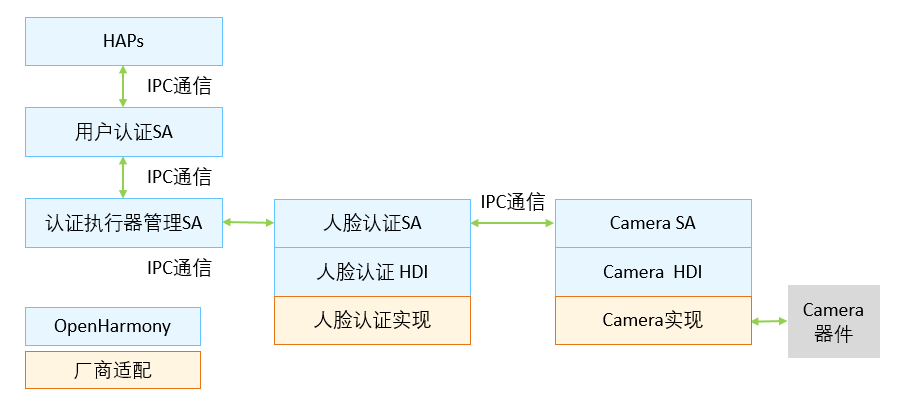 HAPs
IPC通信
用户认证SA
IPC通信
认证执行器管理SA
人脸认证SA
IPC通信
Camera SA
IPC通信
人脸认证 HDI
Camera HDI
人脸认证实现
Camera实现
Camera
器件
OpenHarmony
厂商适配